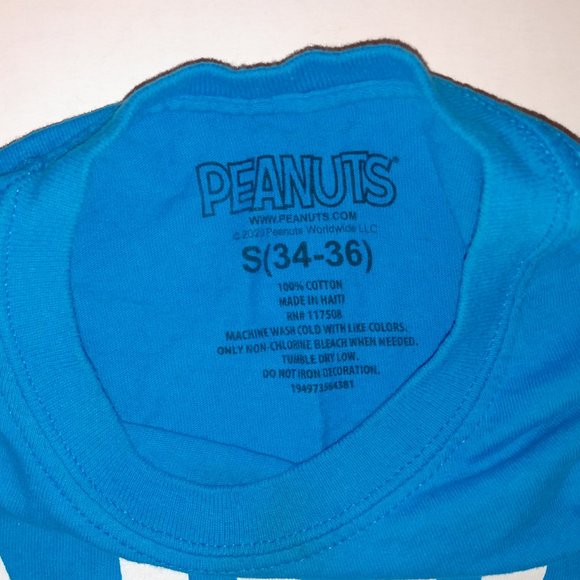 PEANUTS
WWW.PEANUTS.COM
© 2020 Peanuts Worldwide LLC
S(34-36)
100% COTTON
MADE IN HAITI
RN# 117508
MACHINE WASH COLD WITH LIKE COLORS.
ONLY NON-CHLORINE BLEACH WHEN NEEDED.
TUMBLE DRY LOW.
DO NOT IRON DECORATION.
194973564381